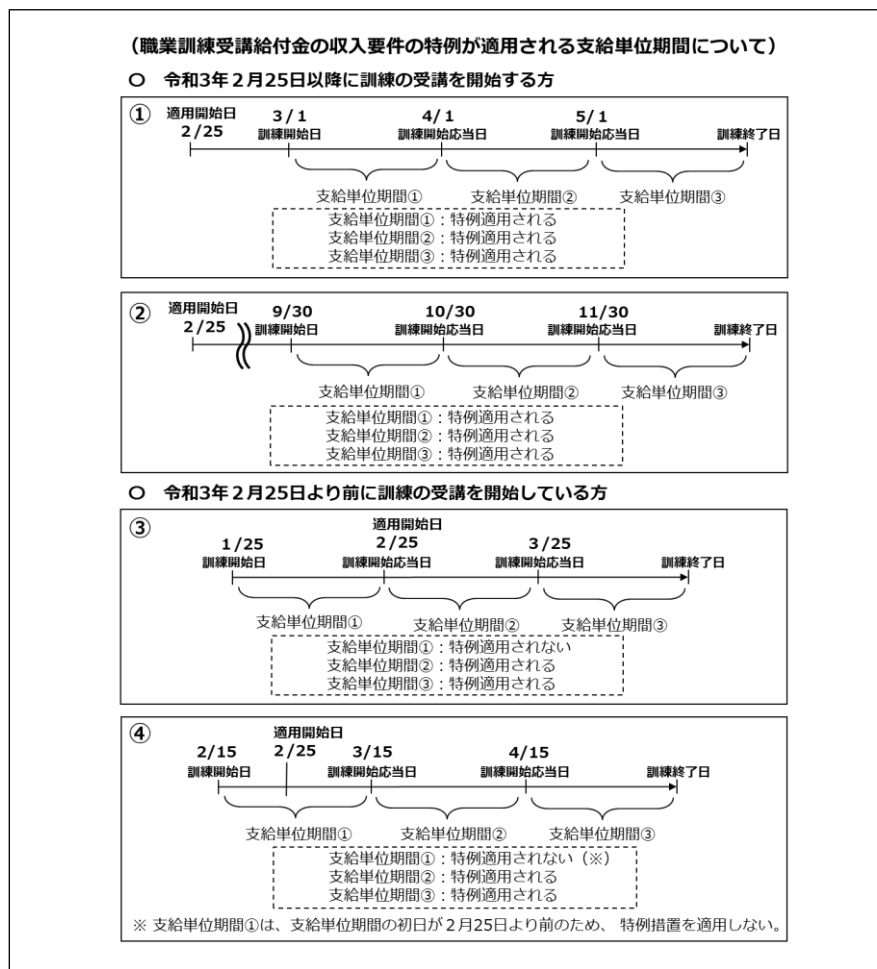 （職業訓練受講給付金の収入要件の特例が適用される支給単位期間について）
○ 令和3年２月25日以降に訓練の受講を開始する方
①
適用開始日
2/25
3/1
訓練開始日
4/1
訓練開始応当日
5/1
訓練開始応当日
訓練終了日
支給単位期間① 支給単位期間② 支給単位期間③
支給単位期間①：特例適用される
支給単位期間②：特例適用される
支給単位期間③：特例適用される
②
適用開始日
2/25
9/30
訓練開始日
10/30
訓練開始応当日
11/30
訓練開始応当日
訓練終了日
支給単位期間① 支給単位期間② 支給単位期間③
支給単位期間①：特例適用される
支給単位期間②：特例適用される
支給単位期間③：特例適用される
○ 令和3年２月25日より前に訓練の受講を開始している方
③
1/25
訓練開始日
適用開始日
2/25
訓練開始応当日
3/25
訓練開始応当日
訓練終了日
支給単位期間① 支給単位期間② 支給単位期間③
支給単位期間①：特例適用されない
支給単位期間②：特例適用される
支給単位期間③：特例適用される
④
2/15
訓練開始日
適用開始日
2/25
3/15
訓練開始応当日
4/15
訓練開始応当日
訓練終了日
支給単位期間① 支給単位期間② 支給単位期間③
支給単位期間①：特例適用されない（※）
支給単位期間②：特例適用される
支給単位期間③：特例適用される
※ 支給単位期間①は、支給単位期間の初日が２月25日より前のため、 特例措置を適用しない。